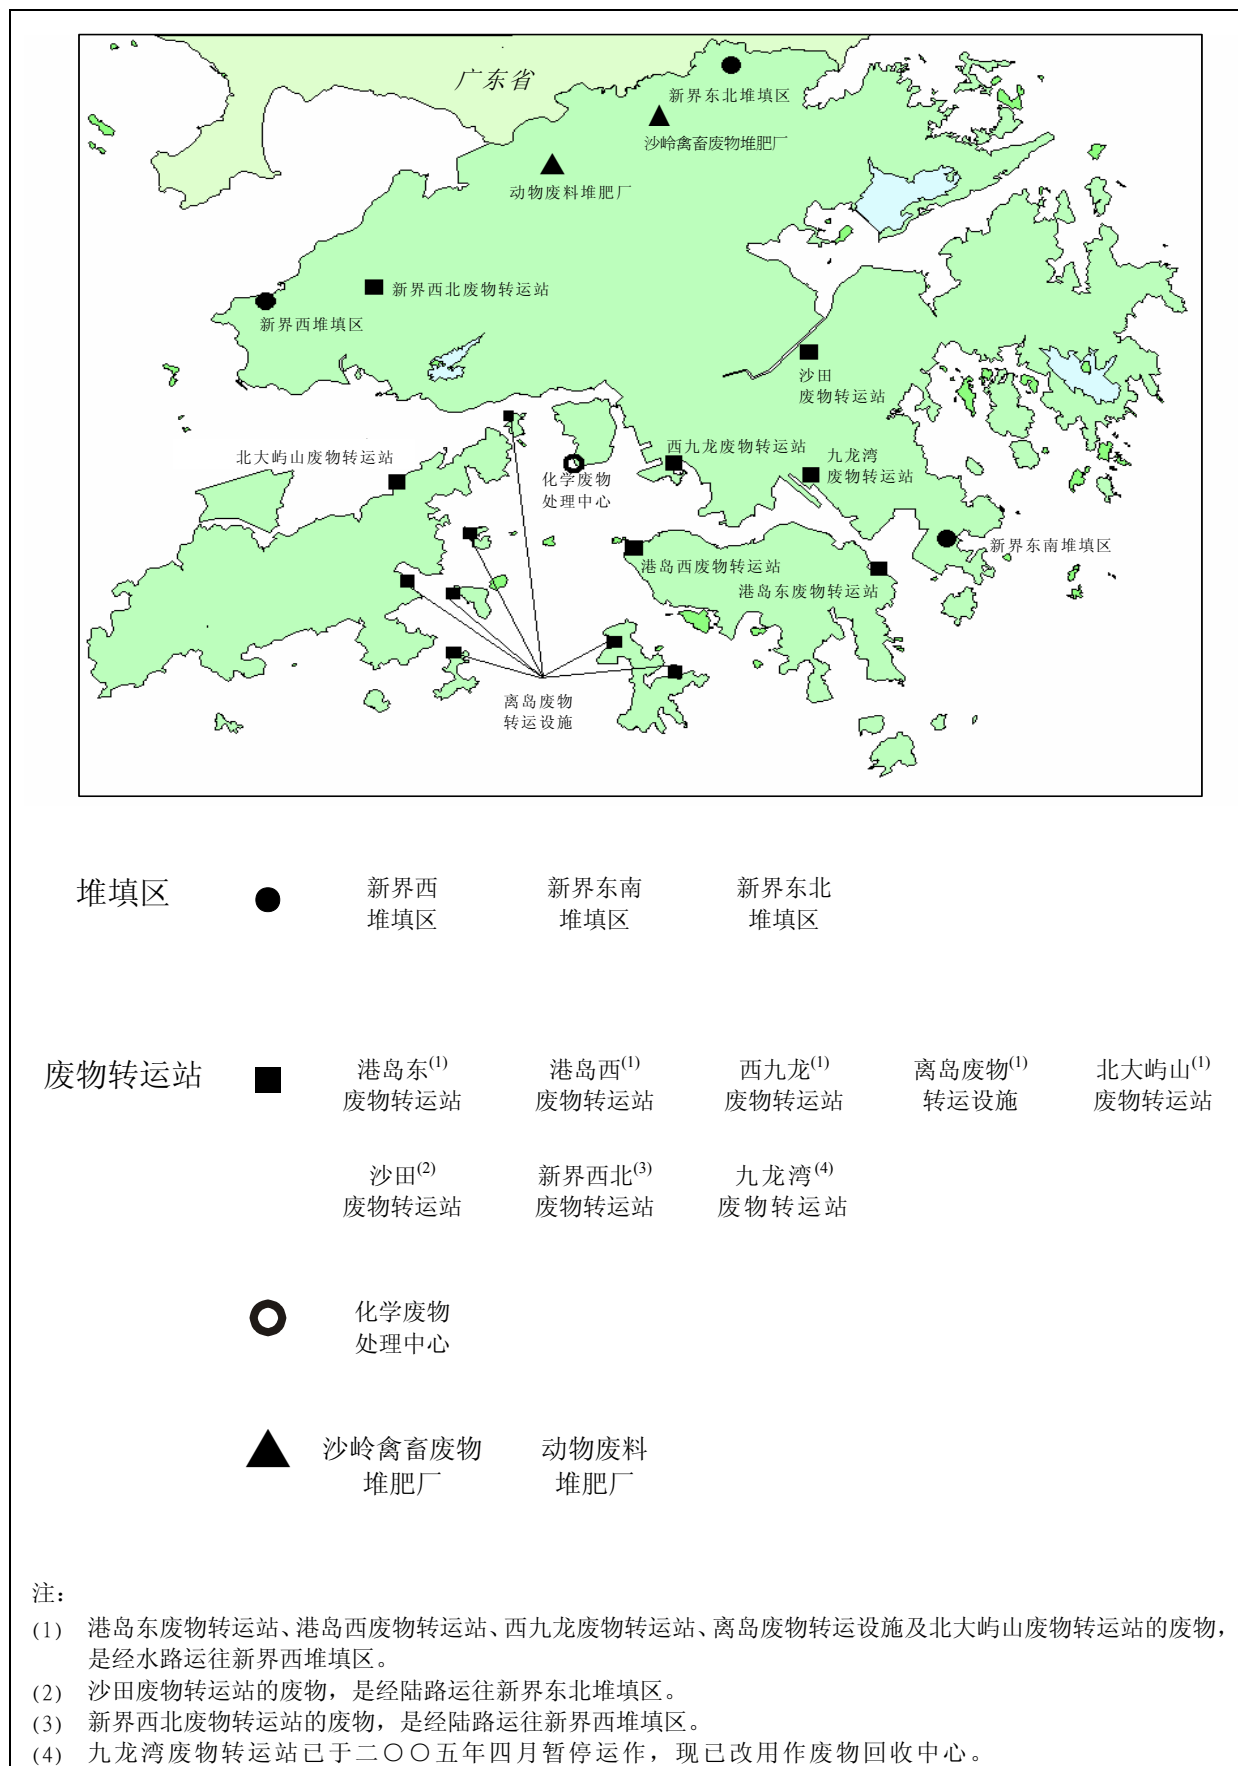 广东省
新界东北堆填区
沙岭禽畜废物堆肥厂
动物废料堆肥厂
新界西北废物转运站
新界西堆填区
沙田
废物转运站
北大屿山废物转运站
西九龙废物转运站
九龙湾
废物转运站
化学废物
处理中心
新界东南堆填区
港岛西废物转运站
港岛东废物转运站
离岛废物
转运设施
堆填区 新界西 新界东南 新界东北
堆填区 堆填区 堆填区
废物转运站 港岛东(1) 港岛西(1) 西九龙(1) 离岛废物(1) 北大屿山(1)
废物转运站 废物转运站 废物转运站 转运设施 废物转运站
沙田(2) 新界西北(3) 九龙湾(4)
废物转运站 废物转运站 废物转运站
化学废物
处理中心
沙岭禽畜废物 动物废料
堆肥厂 堆肥厂
注：
(1) 港岛东废物转运站、港岛西废物转运站、西九龙废物转运站、离岛废物转运设施及北大屿山废物转运站的废物，
是经水路运往新界西堆填区。
(2) 沙田废物转运站的废物，是经陆路运往新界东北堆填区。
(3) 新界西北废物转运站的废物，是经陆路运往新界西堆填区。
(4) 九龙湾废物转运站已于二〇〇五年四月暂停运作，现已改用作废物回收中心。